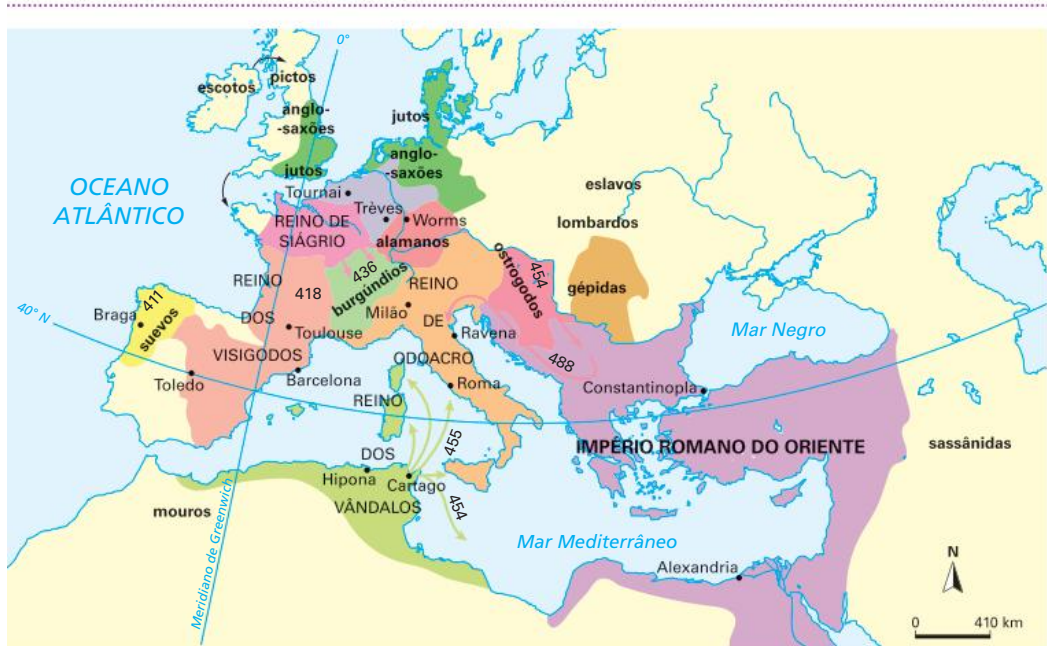 0°
escotos
pictos
anglo-
-saxões
jutos
jutos
anglo-
-saxões
OCEANO
ATLÂNTICO
Tournai
Trèves
Worms
REINO DE
SIÁGRIO
alamanos
eslavos
lombardos
ostrogodos
454
gépidas
436
burgúndios
REINO
DOS
VISIGODOS
418
Toulouse
REINO
DE
ODOACRO
Milão
Ravena
Roma
488
411
suevos
Braga
40° N
Toledo
Barcelona
Mar Negro
Constantinopla
IMPÉRIO ROMANO DO ORIENTE
sassânidas
REINO
DOS
VÂNDALOS
455
454
Hipona
Cartago
mouros
Meridiano de Greenwich
Mar Mediterrâneo
Alexandria
N
0 410 km